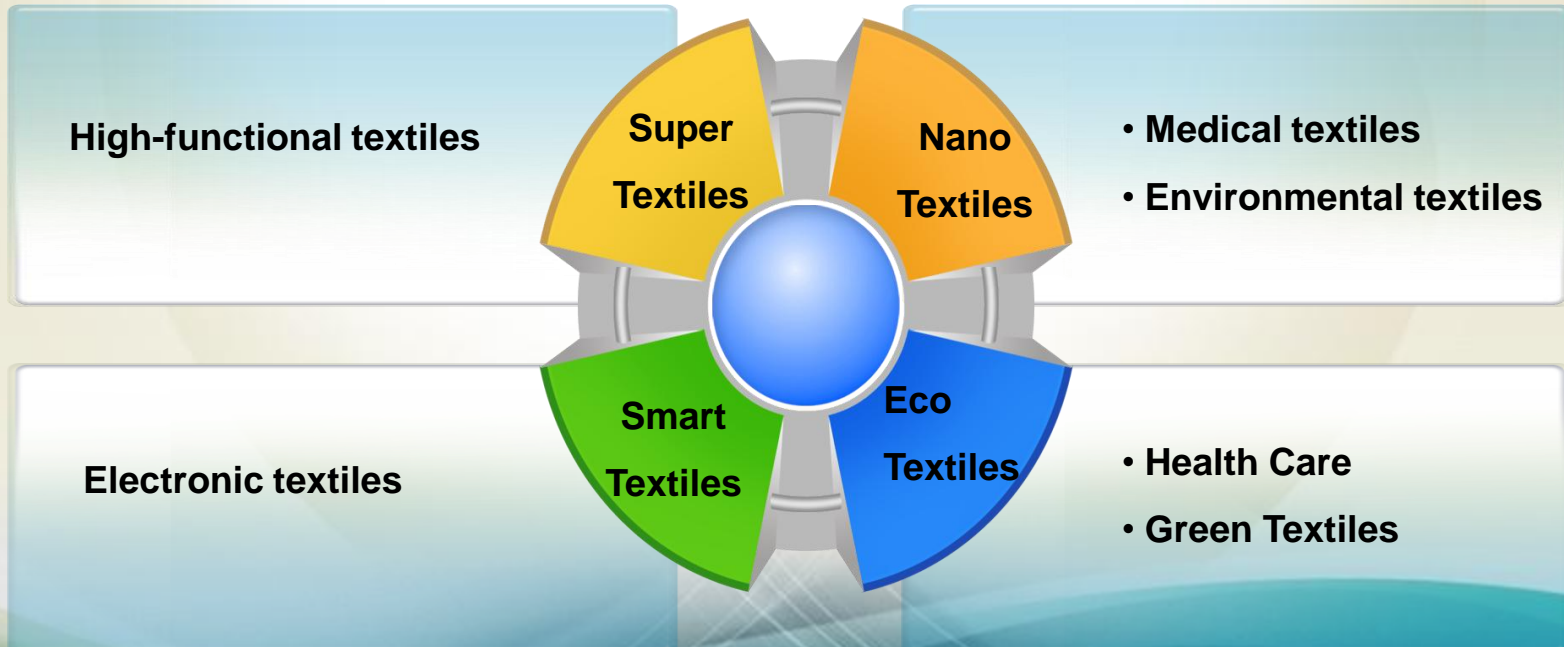 High-functional textiles
Super
Textiles
Nano
Textiles
• Medical textiles
• Environmental textiles
Electronic textiles
Smart
Textiles
Eco
Textiles
• Health Care
• Green Textiles